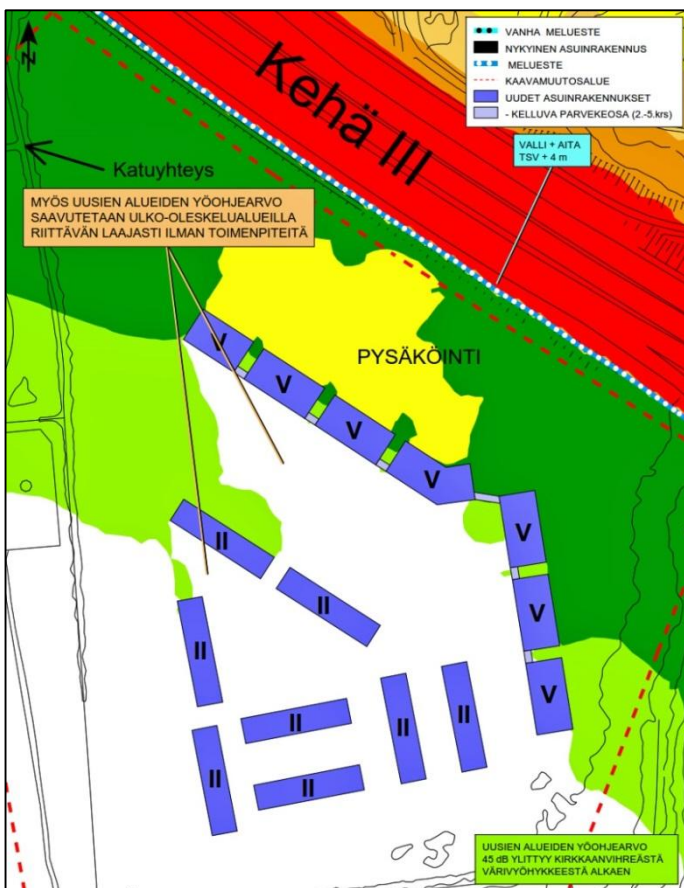 VANHA MELUESTE
NYKYINEN ASUINRAKENNUS
MELUESTE
KAAVAMUUTOSALUE
UUDET ASUINRAKENNUKSET
- KELLUVA PARVEKEOSA (2.-5.krs)
N
Kehä III
VALLI + AITA
TSV + 4 m
Katuyhteys
MYÖS UUSIEN ALUEIDEN YÖOHJEARVO
SAAVUTETAAN ULKO-OLESKELUALUEILLA
RIITTÄVÄN LAAJASTI ILMAN TOIMENPITEITÄ
PYSÄKÖINTI
V
V
V
V
V
V
V
II
II
II
II
II
II
II
II
UUSIEN ALUEIDEN YÖOHJEARVO
45 dB YLITTYY KIRKKAANVIHREÄSTÄ
VÄRIVYÖHYKKEESTÄ ALKAEN